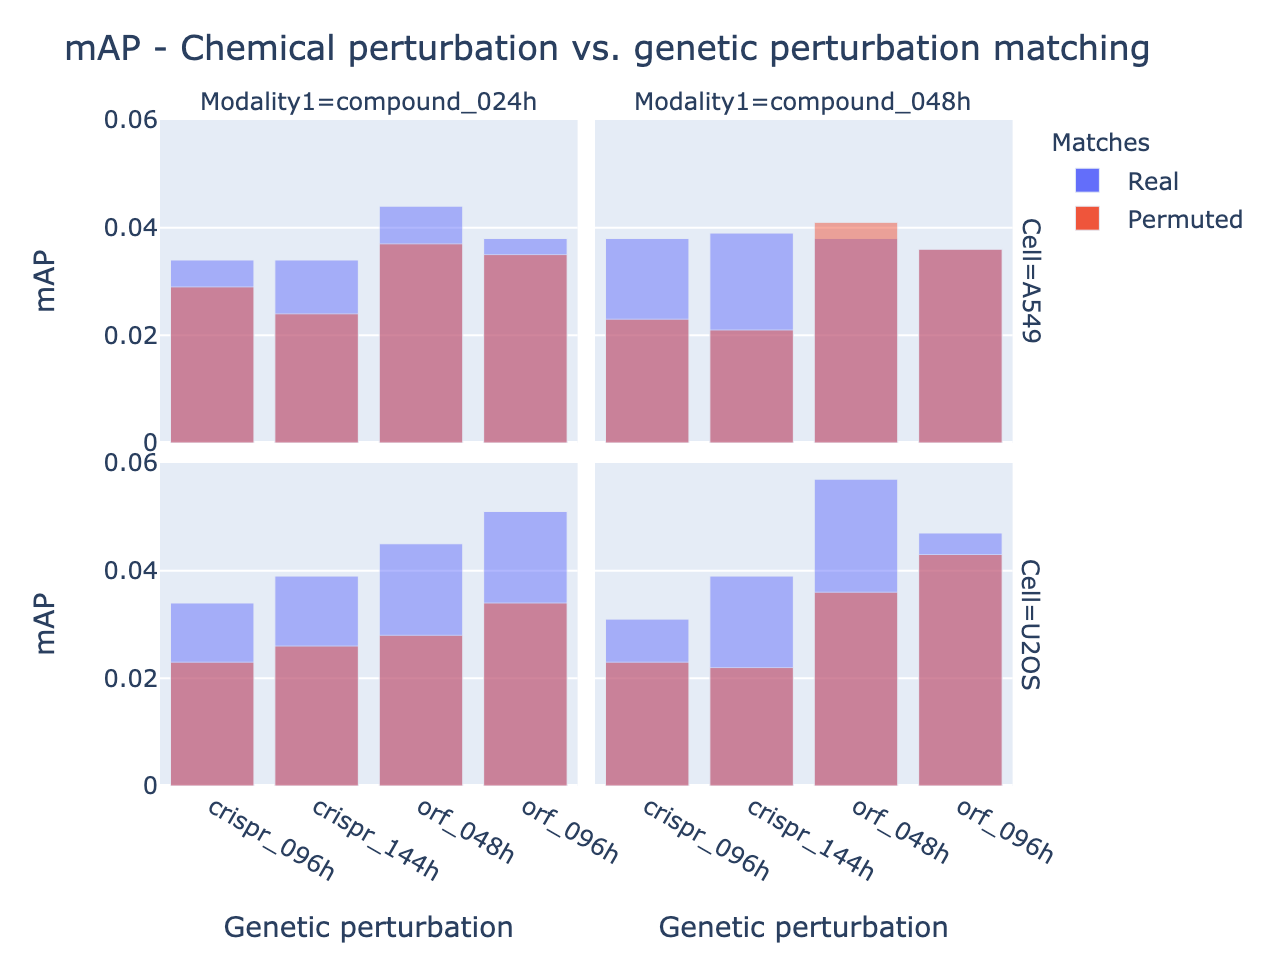 mAP - Chemical perturbation vs. genetic perturbation matching
Modality1=compound_024h
Modality1=compound_048h
Matches
Real
Permuted
0.06
0.04
0.02
0
mAP
Cell=A549
0.06
0.04
0.02
0
mAP
Cell=U2OS
crispr_096h
crispr_144h
orf_048h
orf_096h
crispr_096h
crispr_144h
orf_048h
orf_096h
Genetic perturbation
Genetic perturbation